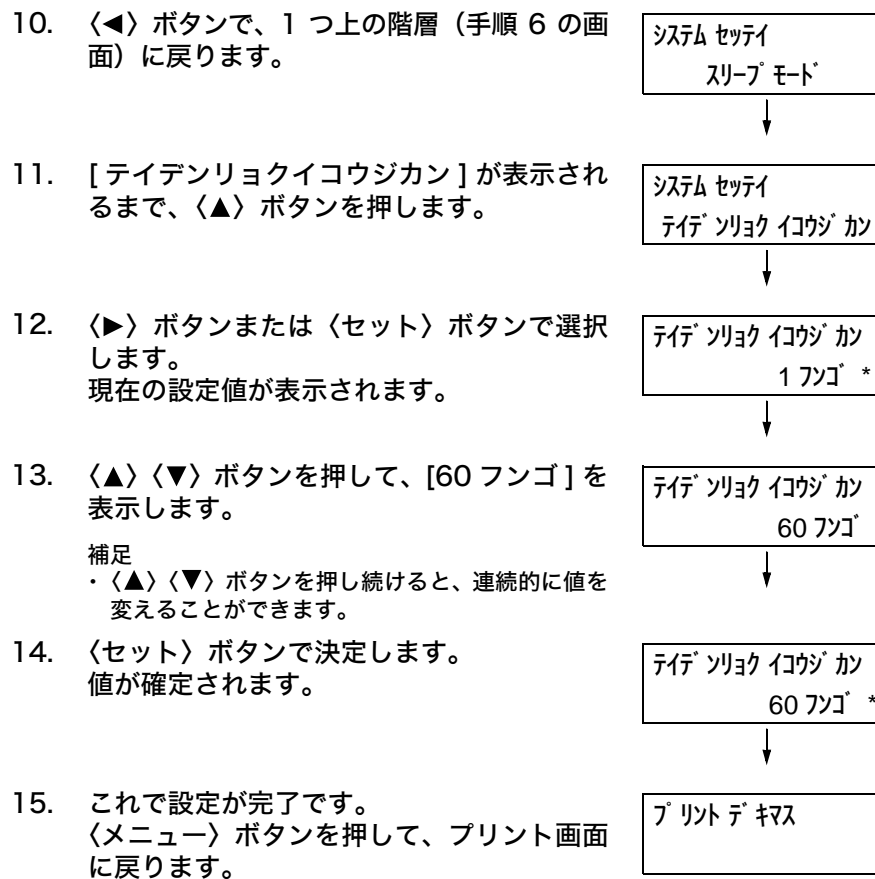 10. 〈◀〉ボタンで、1 つ上の階層（手順 6 の画
面）に戻ります。
ｼｽﾃﾑ ｾｯﾃｲ
ｽﾘｰﾌﾟ ﾓｰﾄﾞ
11. [ テイデンリョクイコウジカン ] が表示され
るまで、〈▲〉ボタンを押します。
ｼｽﾃﾑ ｾｯﾃｲ
ﾃｲﾃﾞﾝﾘｮｸ ｲｺｳｼﾞｶﾝ
12. 〈▶〉ボタンまたは〈セット〉ボタンで選択
します。
現在の設定値が表示されます。
ﾃｲﾃﾞﾝﾘｮｸ ｲｺｳｼﾞｶﾝ
1 ﾌﾝｺﾞ *
13. 〈▲〉〈▼〉ボタンを押して、[60 フンゴ ] を
表示します。
補足
・〈▲〉〈▼〉ボタンを押し続けると、連続的に値を
変えることができます。
ﾃｲﾃﾞﾝﾘｮｸ ｲｺｳｼﾞｶﾝ
60 ﾌﾝｺﾞ
14. 〈セット〉ボタンで決定します。
値が確定されます。
ﾃｲﾃﾞﾝﾘｮｸ ｲｺｳｼﾞｶﾝ
60 ﾌﾝｺﾞ *
15. これで設定が完了です。
〈メニュー〉ボタンを押して、プリント画面
に戻ります。
ﾌﾟﾘﾝﾄ ﾃﾞｷﾏｽ